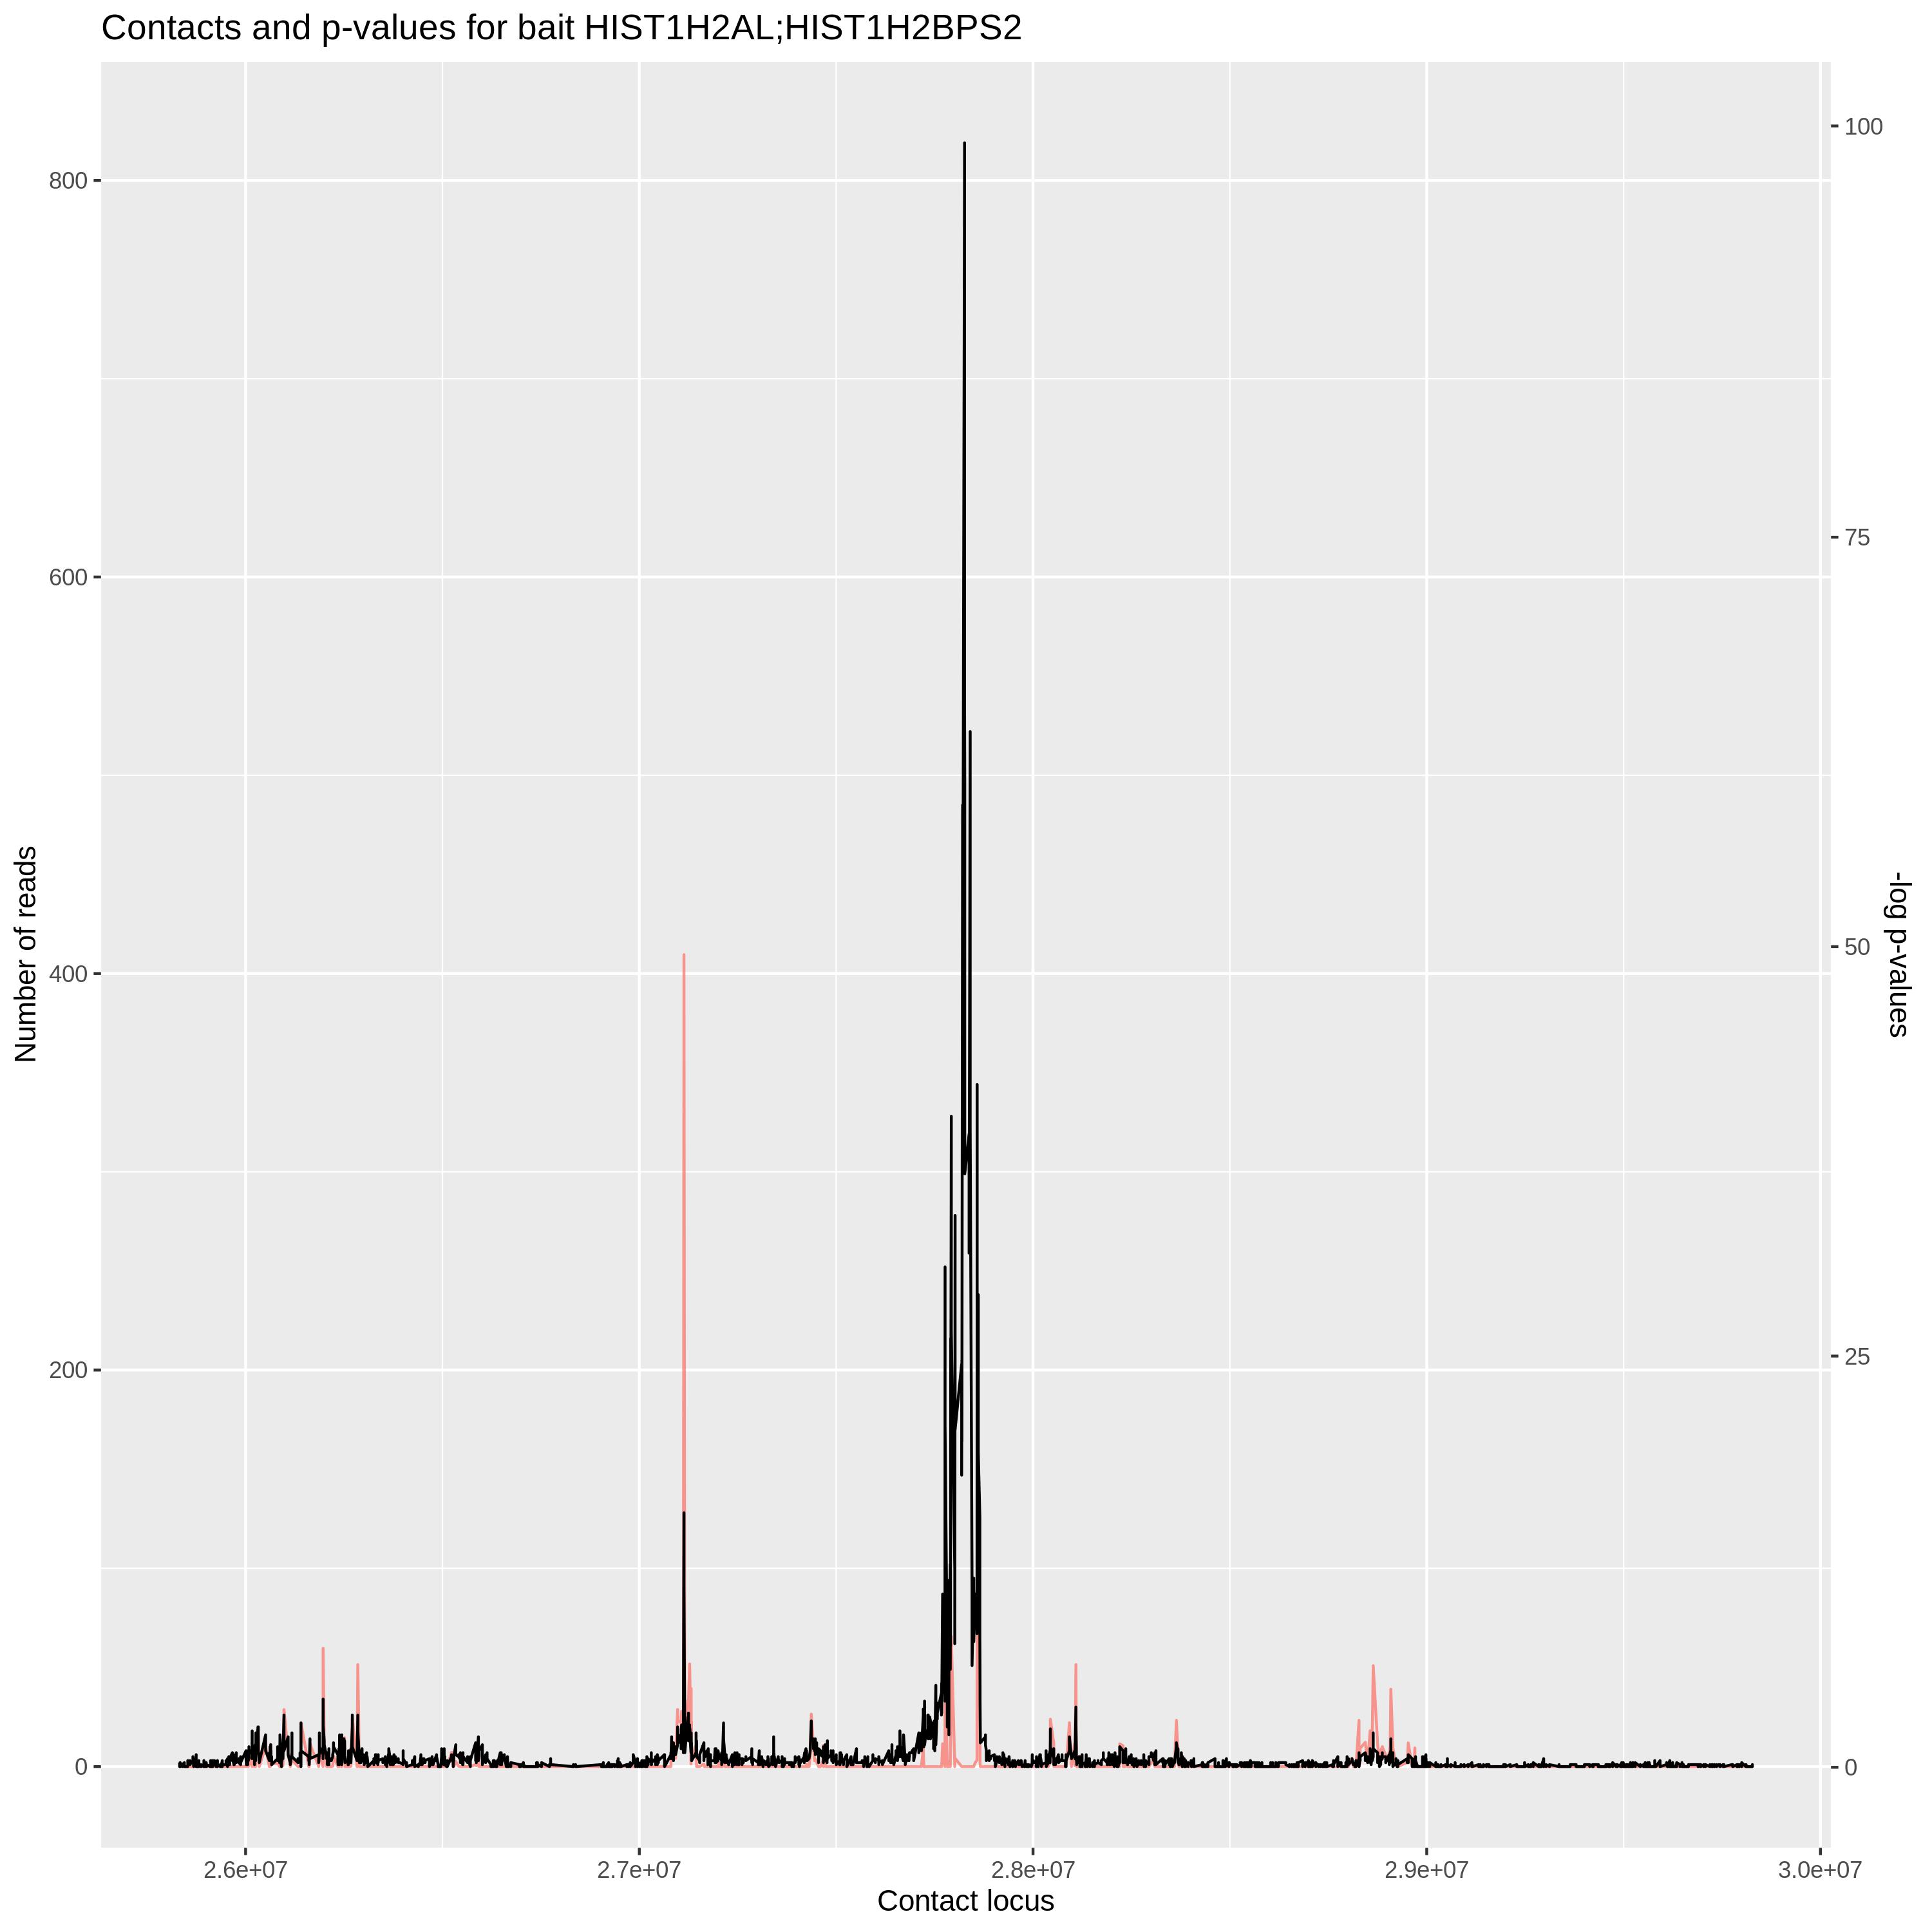 Contacts and p-values for bait HIST1H2AL;HIST1H2BPS2
Number of reads
800
600
400
200
0
100
75
50
25
0
-log p-values
2.6e+07 2.7e+07 2.8e+07 2.9e+07 3.0e+07
Contact locus